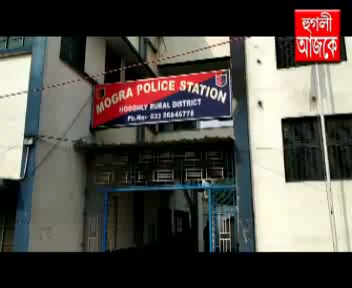 হুগলী
আজকে
MOGRA POLICE STATION
HOOGHLY RURAL DISTRICT
Ph.No:- 033 26846778